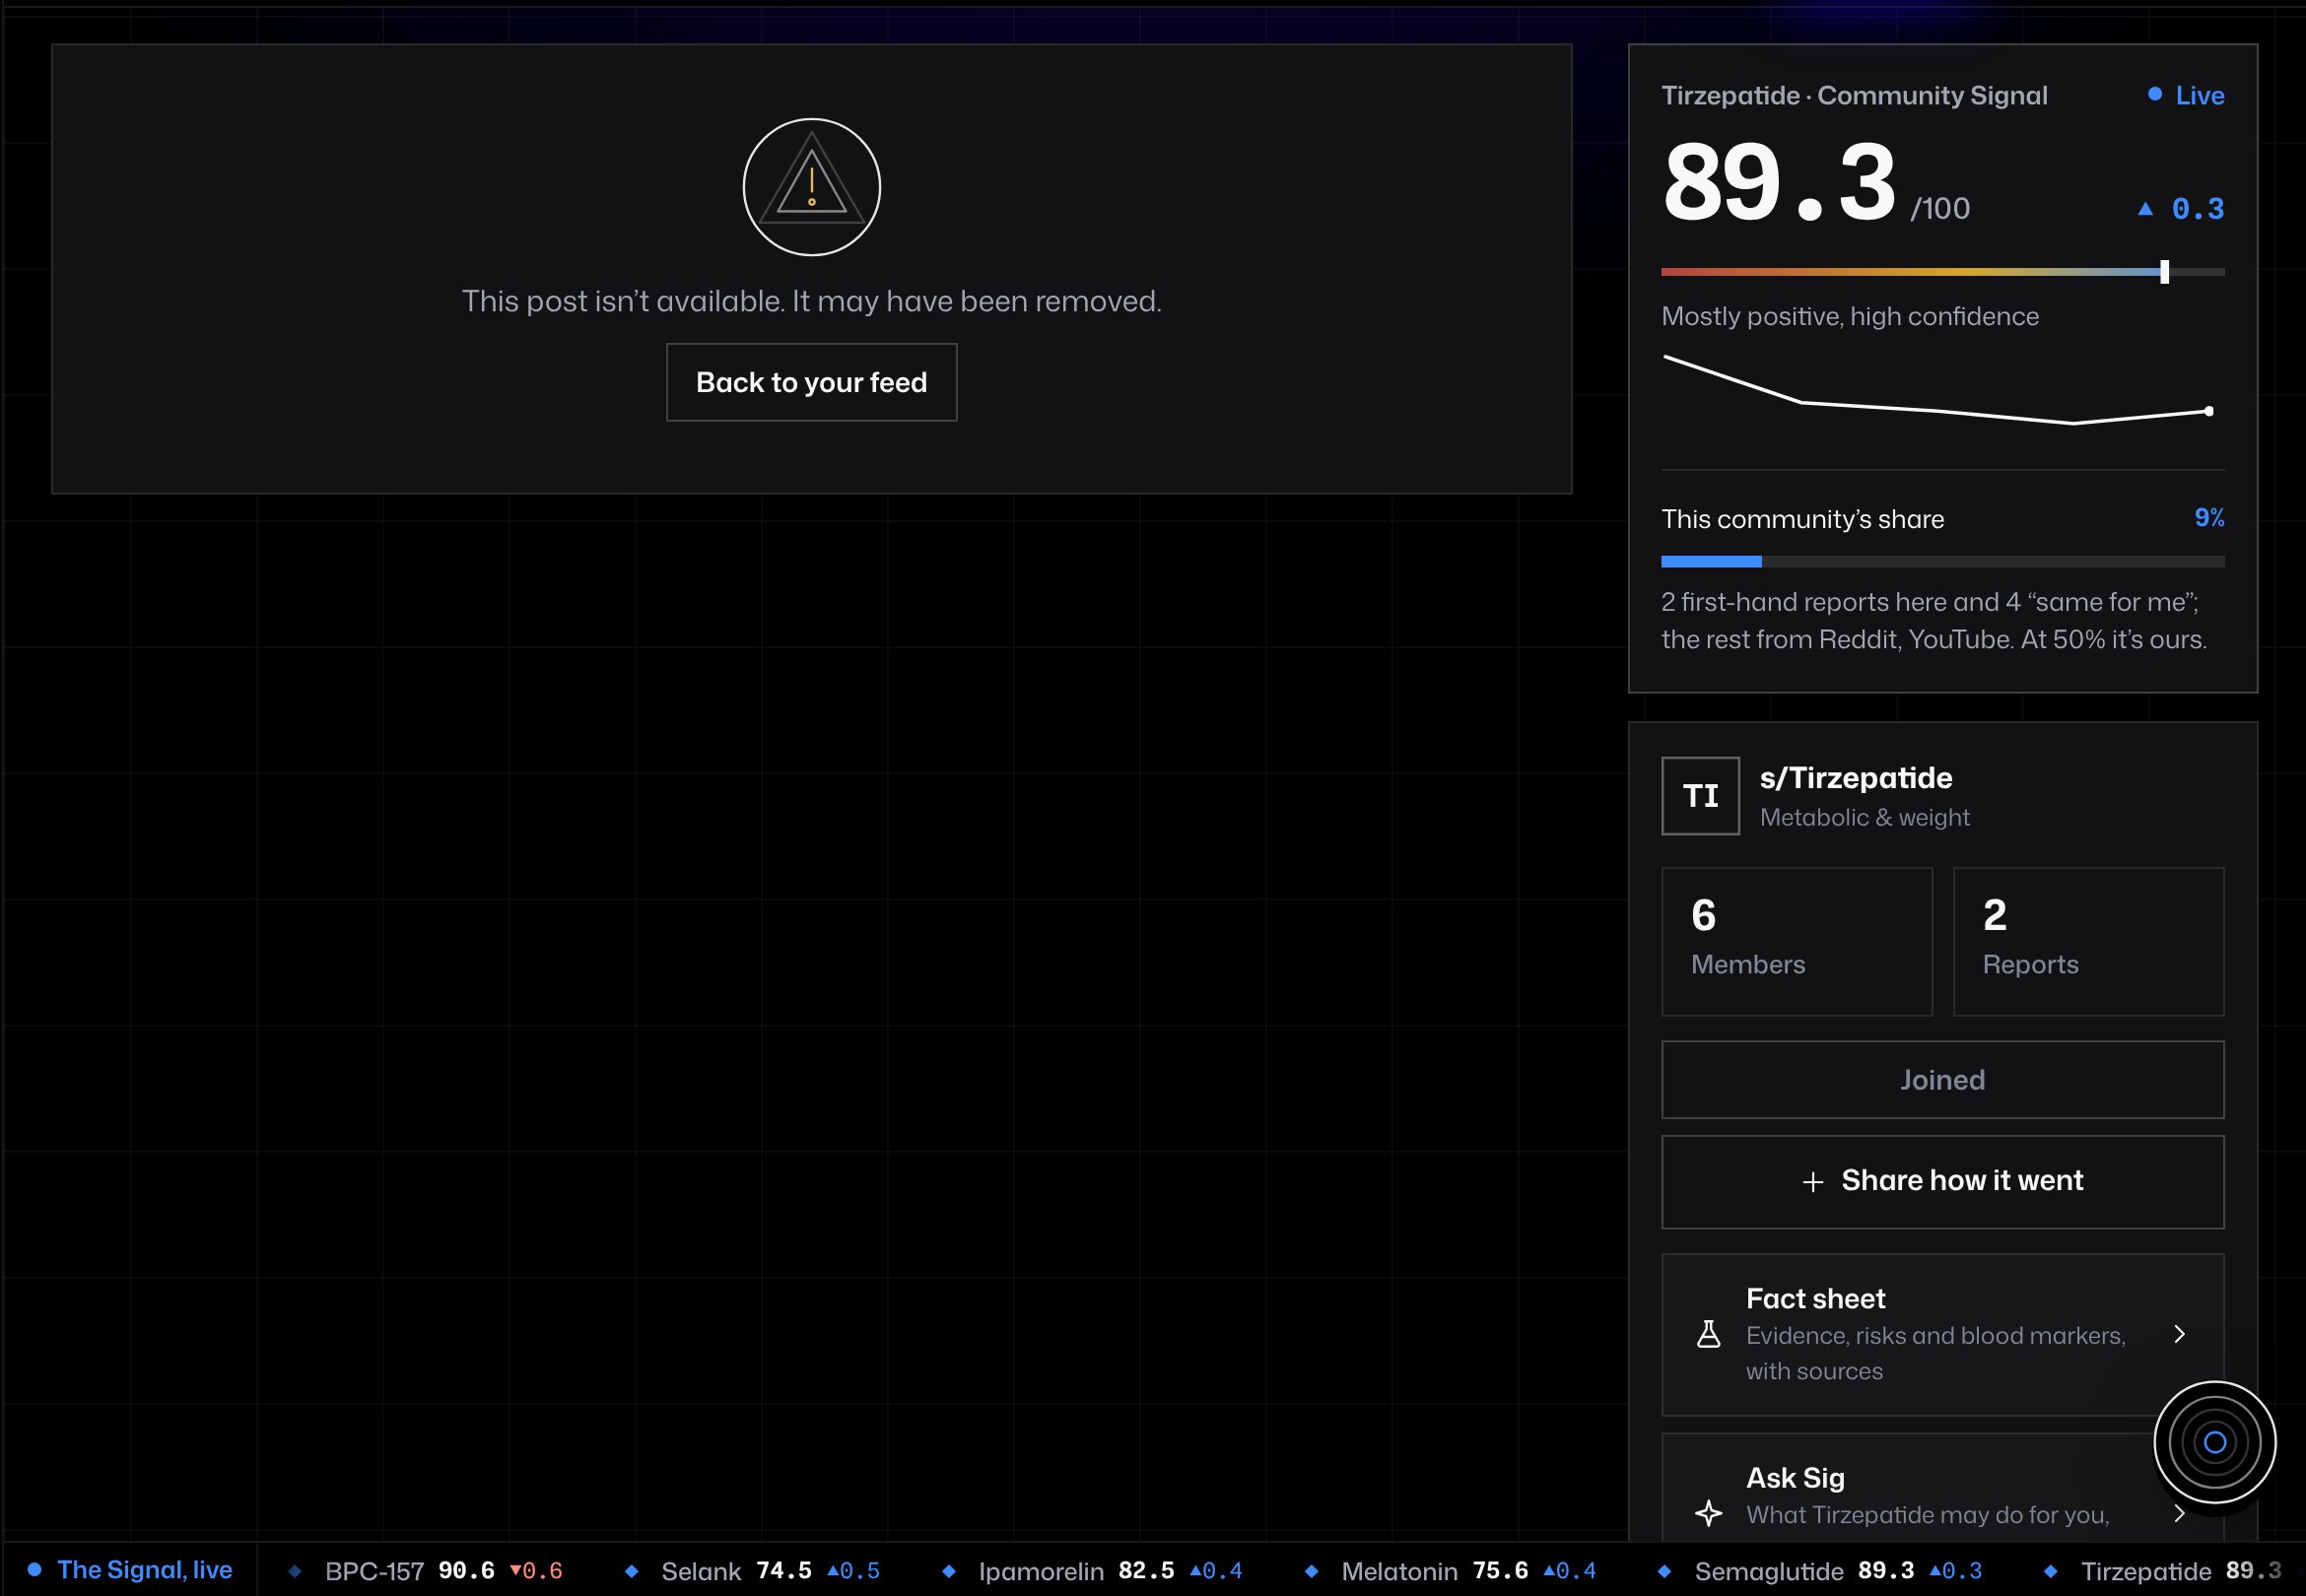 This post isn’t available. It may have been removed.
Back to your feed
Tirzepatide · Community Signal
Live
89.3 /100
▲ 0.3
Mostly positive, high confidence
This community’s share
9%
2 first-hand reports here and 4 “same for me”;
the rest from Reddit, YouTube. At 50% it’s ours.
TI
s/Tirzepatide
Metabolic & weight
6
Members
2
Reports
Joined
+ Share how it went
Fact sheet
Evidence, risks and blood markers,
with sources
Ask Sig
What Tirzepatide may do for you,
The Signal, live
BPC-157 90.6 ▼0.6
Selank 74.5 ▲0.5
Ipamorelin 82.5 ▲0.4
Melatonin 75.6 ▲0.4
Semaglutide 89.3 ▲0.3
Tirzepatide 89.3